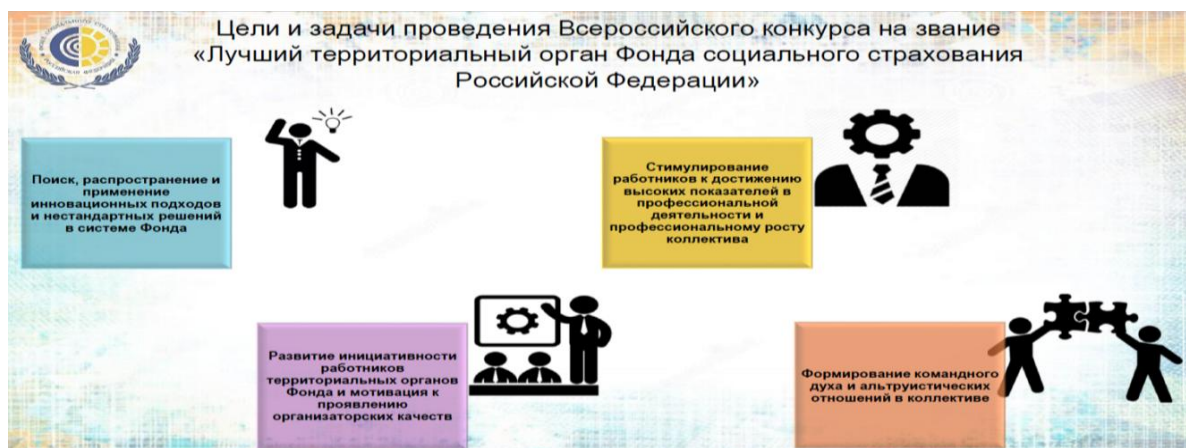 Цели и задачи проведения Всероссийского конкурса на звание
«Лучший территориальный орган Фонда социального страхования
Российской Федерации»
Поиск, распространение и
применение
инновационных подходов
и нестандартных решений
в системе Фонда
Стимулирование
работников к достижению
высоких показателей в
профессиональной
деятельности и
профессиональному росту
коллектива
Развитие инициативности
работников
территориальных органов
Фонда и мотивация к
проявлению
организаторских качеств
Формирование командного
духа и альтруистических
отношений в коллективе